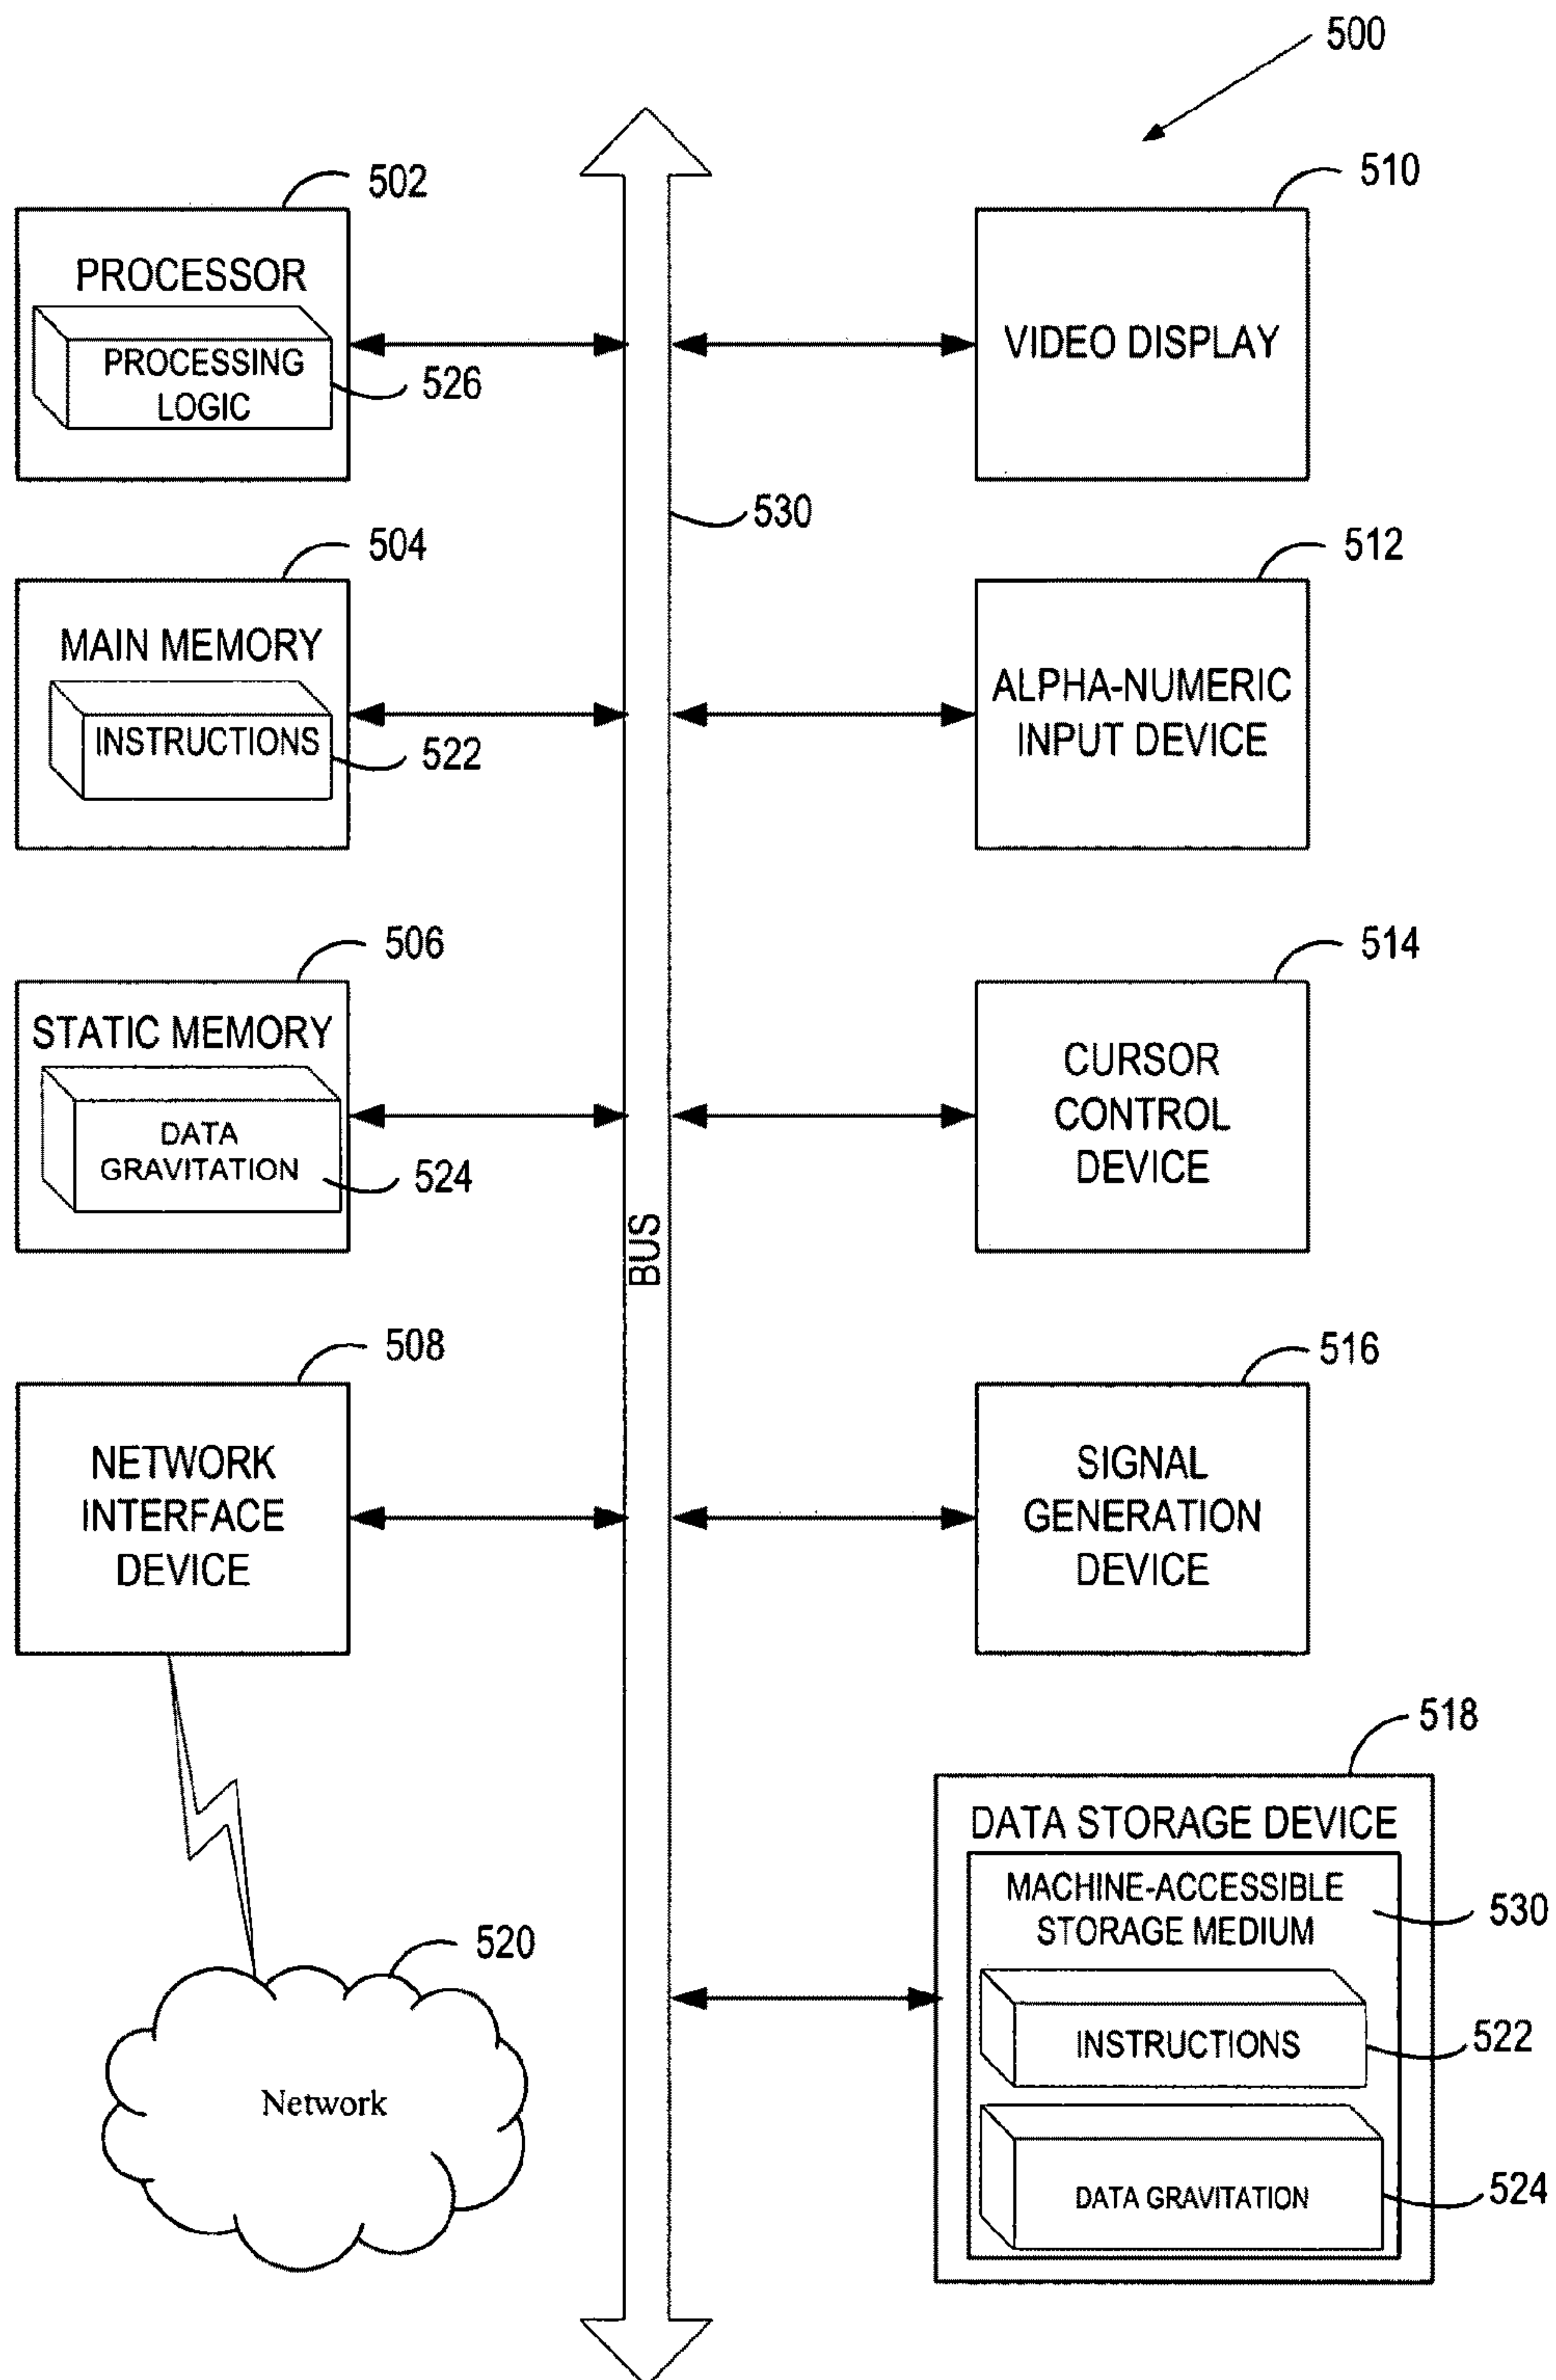 500
502
PROCESSOR
PROCESSING
LOGIC
526
510
VIDEO DISPLAY
530
504
MAIN MEMORY
INSTRUCTIONS
522
512
ALPHA-NUMERIC
INPUT DEVICE
506
STATIC MEMORY
DATA
GRAVITATION
524
514
CURSOR
CONTROL
DEVICE
BUS
508
NETWORK
INTERFACE
DEVICE
516
SIGNAL
GENERATION
DEVICE
520
Network
518
DATA STORAGE DEVICE
MACHINE-ACCESSIBLE
STORAGE MEDIUM
530
INSTRUCTIONS
522
DATA GRAVITATION
524